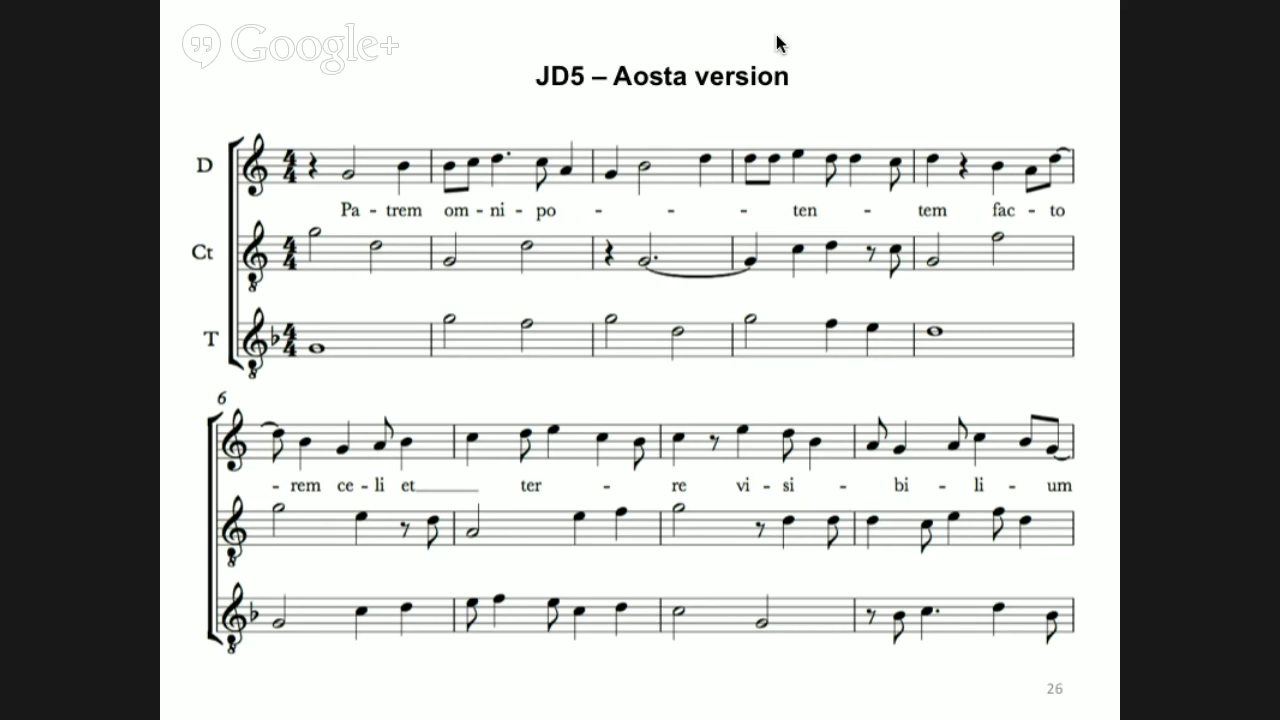 Google+
JD5 – Aosta version
D
Pa - trem om - ni - po - - - ten - tem fac - to
Ct
T
6
- rem ce - li et____ ter - re vi - si - bi - li - um
26